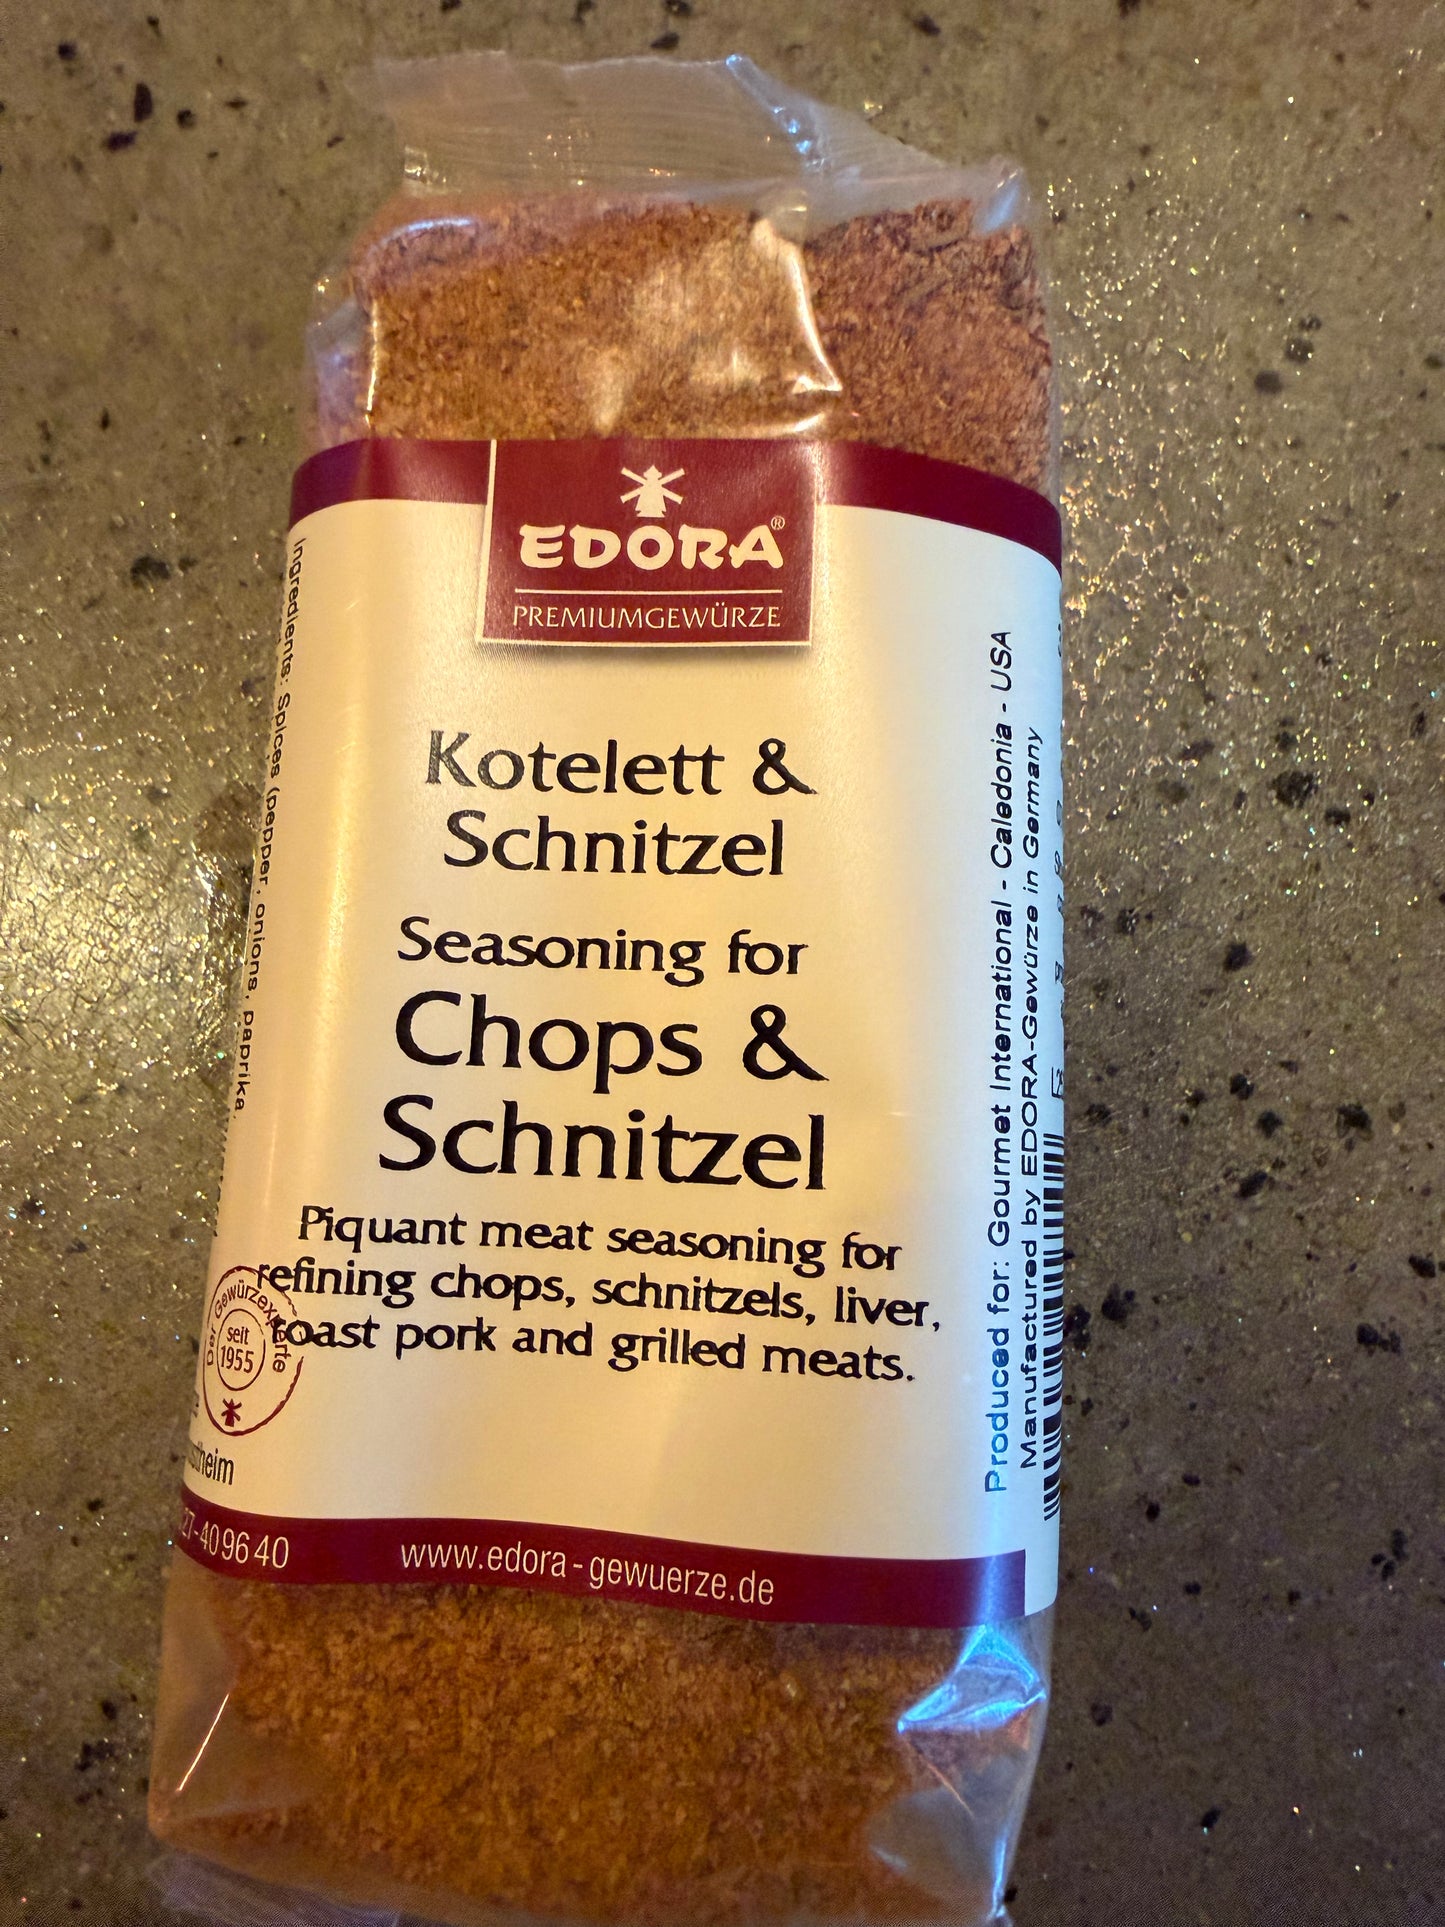 EDORA®
PREMIUMGEWÜRZE
Kotelett &
Schnitzel
Seasoning for
Chops &
Schnitzel
Piquant meat seasoning for
refining chops, schnitzels, liver,
roast pork and grilled meats.
Ingredients: Spices (pepper, onions, paprika,
Der Gewürzexperte
seit
1955
27-409640
www.edora-gewuerze.de
Produced for: Gourmet International - Caledonia - USA
Manufactured by EDORA-Gewürze in Germany